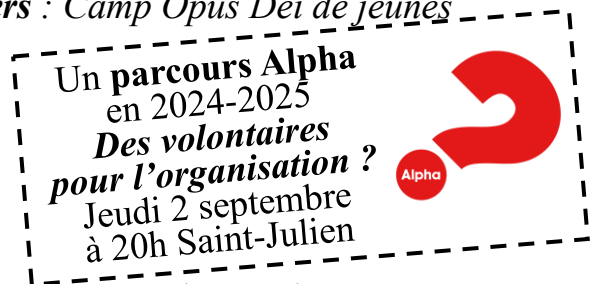 ers : Camp Opus Dei de jeunes
Un parcours Alpha
en 2024-2025
Des volontaires
pour l’organisation ?
Jeudi 2 septembre
à 20h Saint-Julien
Alpha